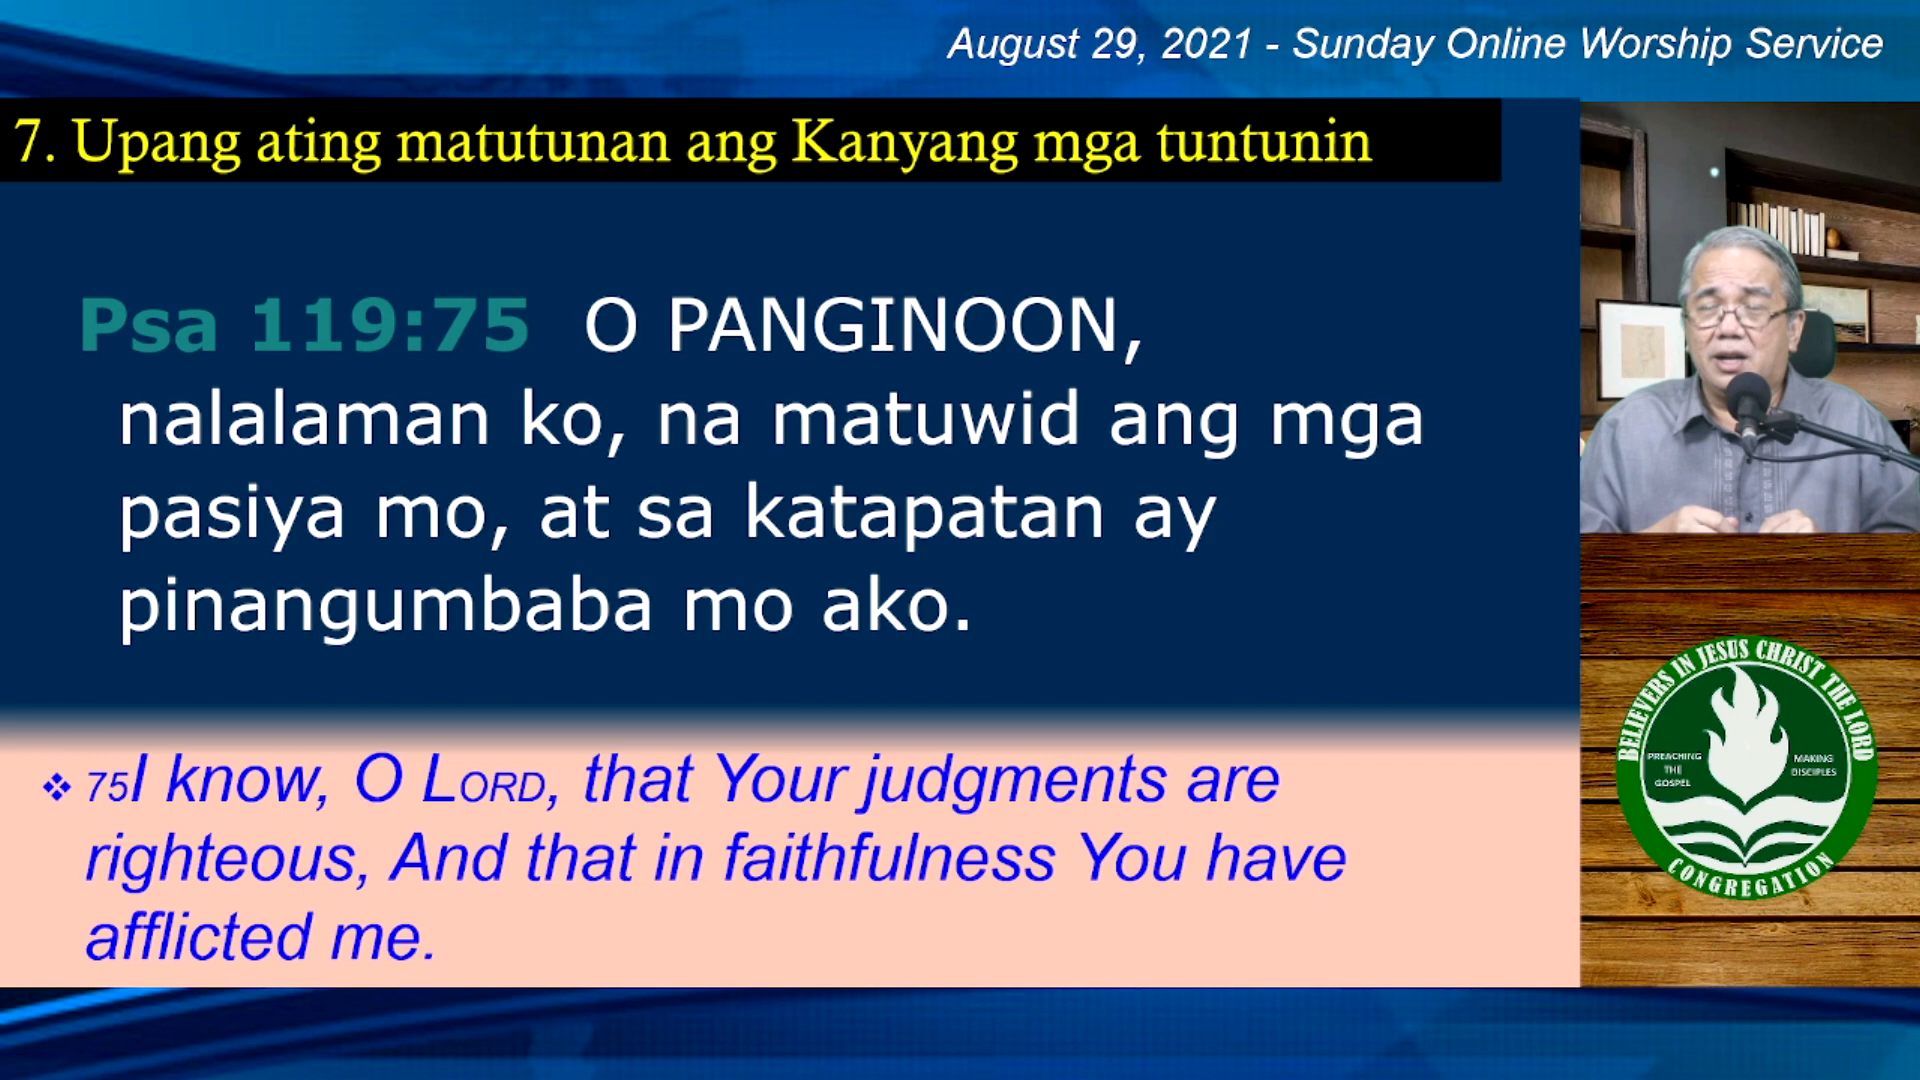 August 29, 2021 - Sunday Online Worship Service
7. Upang ating matutunan ang Kanyang mga tuntunin
Psa 119:75 O PANGINOON,
nalalaman ko, na matuwid ang mga
pasiya mo, at sa katapatan ay
pinangumbaba mo ako.
❖ 75I know, O LORD, that Your judgments are
righteous, And that in faithfulness You have
afflicted me.
BELIEVERS IN JESUS CHRIST THE LORD
PREACHING
THE
GOSPEL
MAKING
DISCIPLES
CONGREGATION